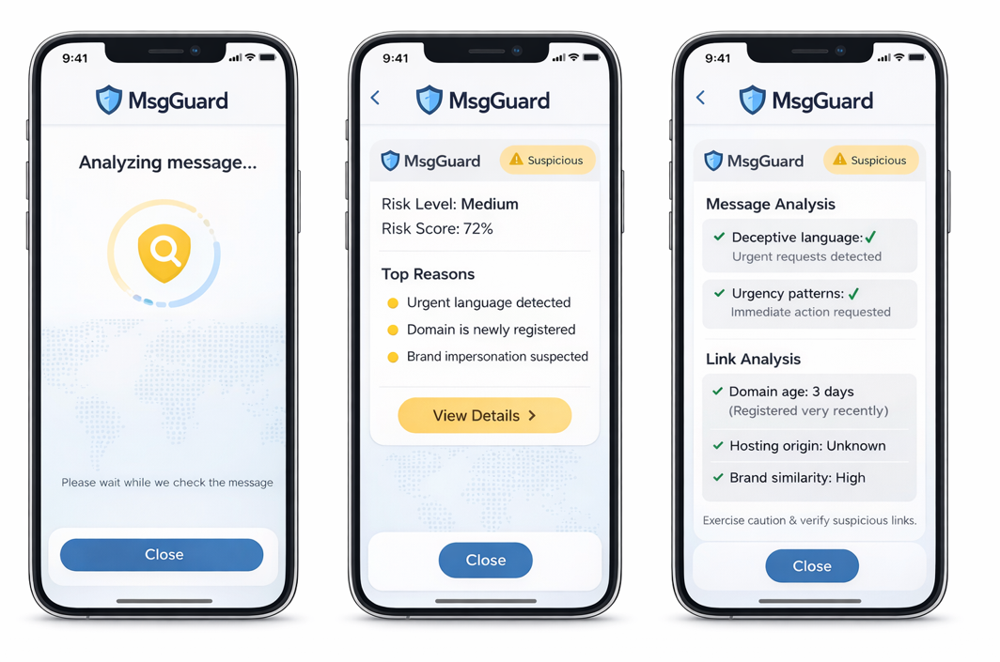 9:41
MsgGuard
Analyzing message...
Please wait while we check the message
Close
9:41
MsgGuard
MsgGuard
Suspicious
Risk Level: Medium
Risk Score: 72%
Top Reasons
Urgent language detected
Domain is newly registered
Brand impersonation suspected
View Details
Close
9:41
MsgGuard
MsgGuard
Suspicious
Message Analysis
Deceptive language:
Urgent requests detected
Urgency patterns:
Immediate action requested
Link Analysis
Domain age: 3 days
(Registered very recently)
Hosting origin: Unknown
Brand similarity: High
Exercise caution & verify suspicious links.
Close